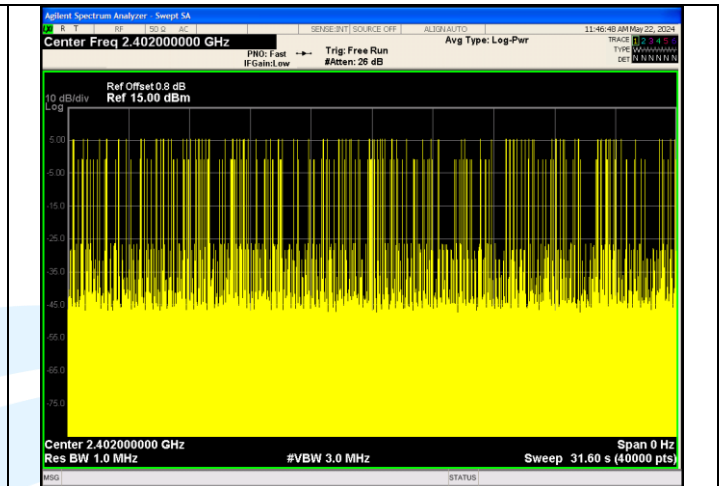 Agilent Spectrum Analyzer - Swept SA
R T RF 50 Ω AC SENSE:INT SOURCE OFF ALIGN AUTO 11:46:48 AM May 22, 2024
Center Freq 2.402000000 GHz
PNO: Fast Trig: Free Run
IFGain:Low #Atten: 26 dB
Avg Type: Log-Pwr
TRACE 1 2 3 4 5 6
TYPE
DET N N N N N N
Ref Offset 0.8 dB
10 dB/div Ref 15.00 dBm
Log
5.00
-5.00
-15.0
-25.0
-35.0
-45.0
-55.0
-65.0
-75.0
Center 2.402000000 GHz Span 0 Hz
Res BW 1.0 MHz #VBW 3.0 MHz Sweep 31.60 s (40000 pts)
MSG STATUS